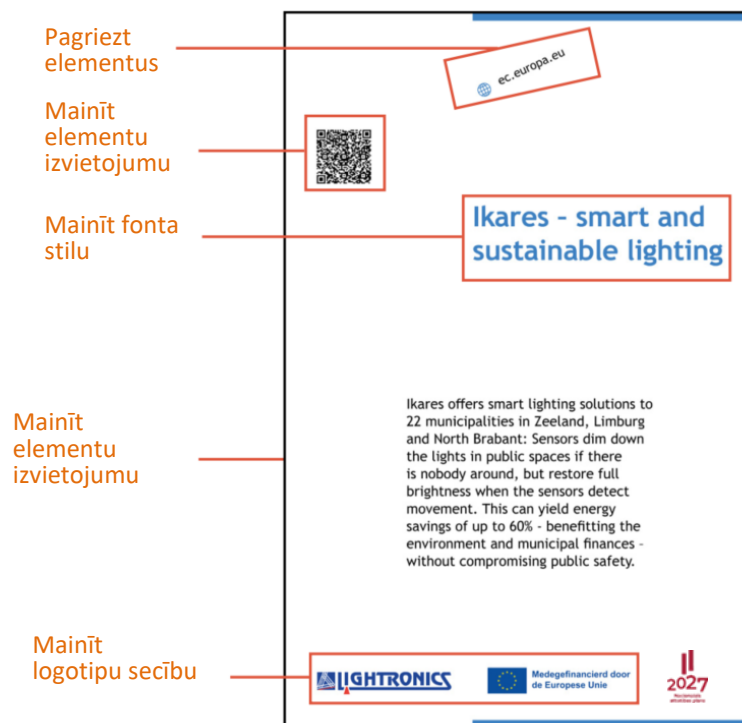 Pagriezt
elementus
ec.europa.eu
Mainīt
elementu
izvietojumu
Mainīt fonta
stilu
Ikares - smart and
sustainable lighting
Mainīt
elementu
izvietojumu
Ikares offers smart lighting solutions to
22 municipalities in Zeeland, Limburg
and North Brabant: Sensors dim down
the lights in public spaces if there
is nobody around, but restore full
brightness when the sensors detect
movement. This can yield energy
savings of up to 60% - benefitting the
environment and municipal finances -
without compromising public safety.
Mainīt
logotipu secību
LIGHTRONICS
Medegefinancierd door
de Europese Unie
2027
Nacionālais
attīstības plāns